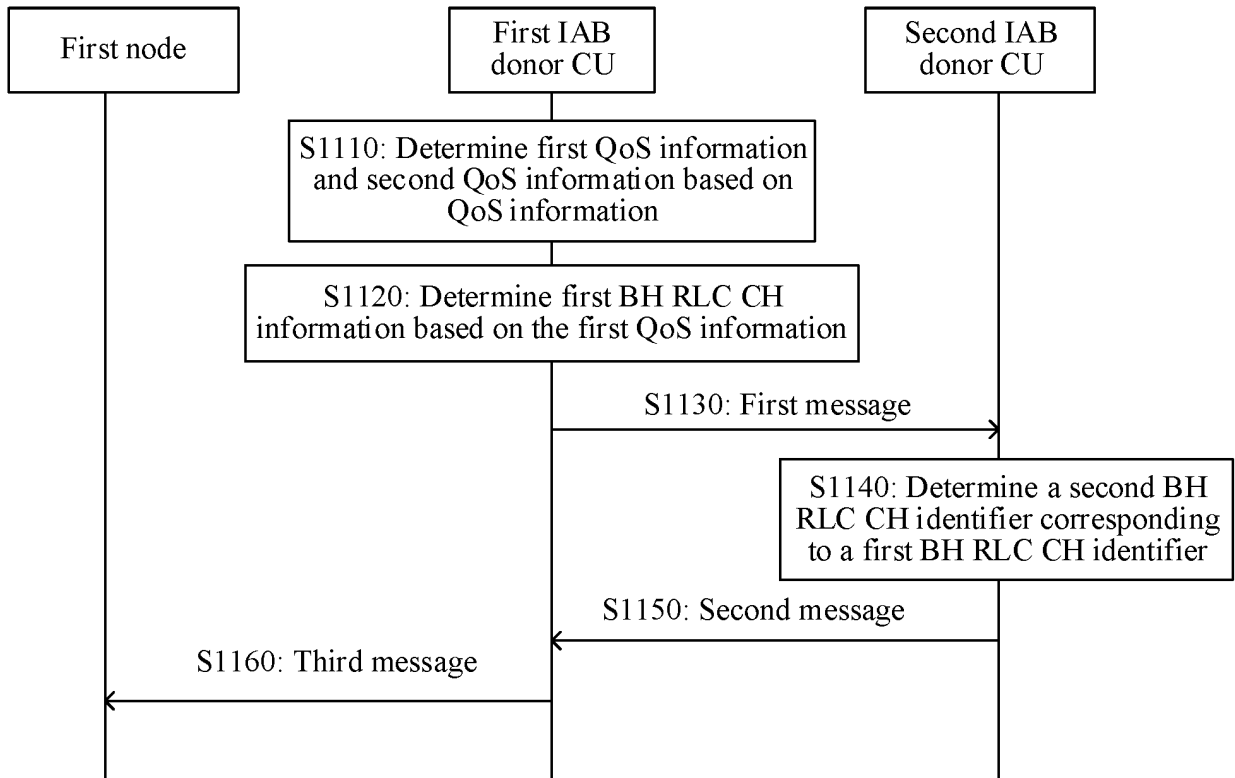 First node
First IAB
donor CU
Second IAB
donor CU
S1110: Determine first QoS information
and second QoS information based on
QoS information
S1120: Determine first BH RLC CH
information based on the first QoS information
S1130: First message
S1140: Determine a second BH
RLC CH identifier corresponding
to a first BH RLC CH identifier
S1150: Second message
S1160: Third message